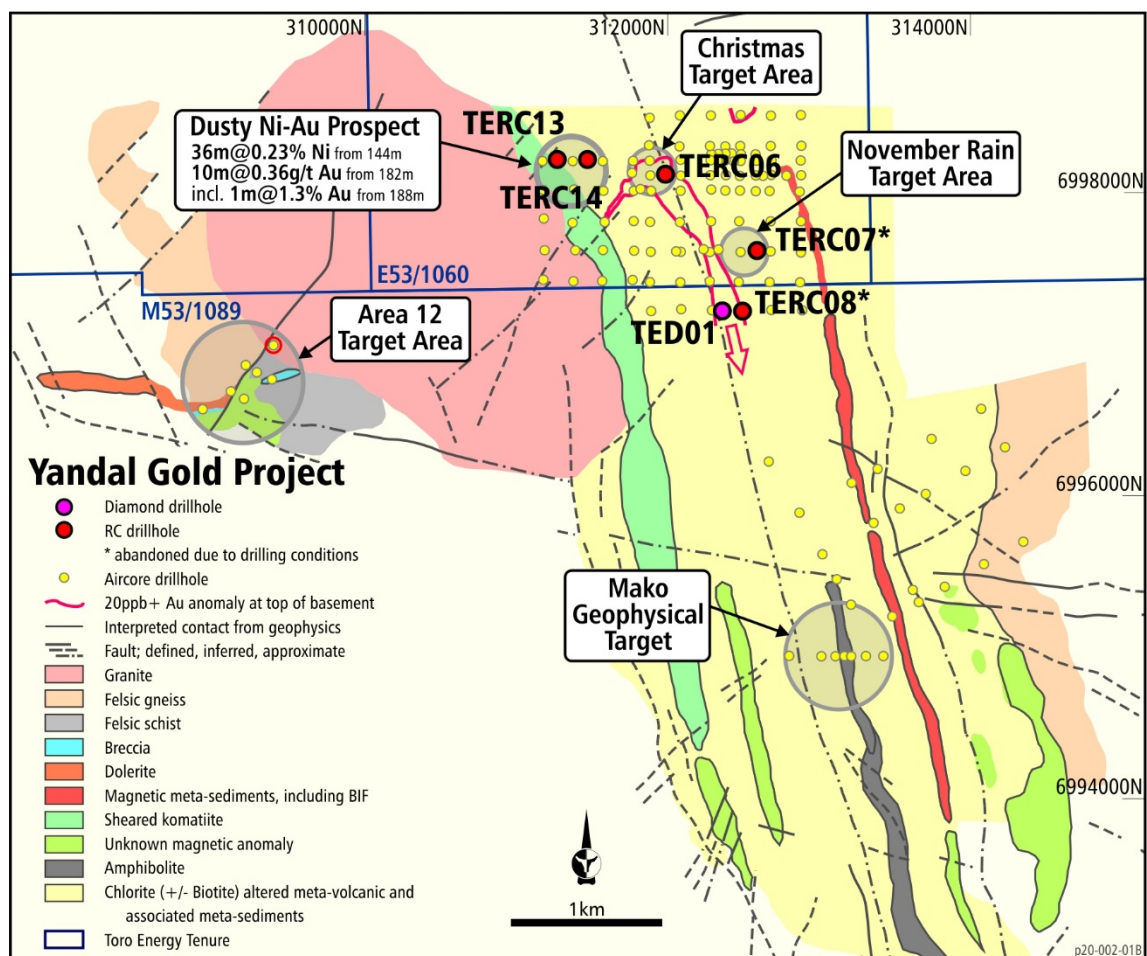 310000N
312000N
314000N
Christmas
Target Area
TERC13
Dusty Ni-Au Prospect
36m@0.23% Ni from 144m
10m@0.36g/t Au from 182m
incl. 1m@1.3% Au from 188m
TERC14
TERC06
November Rain
Target Area
6998000N
TERC07*
E53/1060
M53/1089
TERC08*
TED01
Area 12
Target Area
6996000N
Mako
Geophysical
Target
6994000N
Yandal Gold Project
Diamond drillhole
RC drillhole
* abandoned due to drilling conditions
Aircore drillhole
20ppb+ Au anomaly at top of basement
Interpreted contact from geophysics
Fault; defined, inferred, approximate
Granite
Felsic gneiss
Felsic schist
Breccia
Dolerite
Magnetic meta-sediments, including BIF
Sheared komatiite
Unknown magnetic anomaly
Amphibolite
Chlorite (+/- Biotite) altered meta-volcanic and
associated meta-sediments
Toro Energy Tenure
1km
p20-002-01B